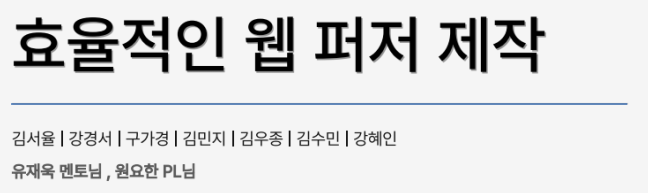 효율적인 웹 퍼저 제작
김서율 | 강경서 | 구가경 | 김민지 | 김우종 | 김수민 | 강혜인
유재욱 멘토님 , 원요한 PL님